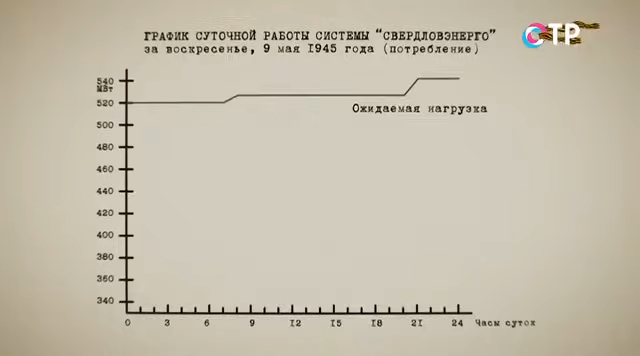 ГРАФИК СУТОЧНОЙ РАБОТЫ СИСТЕМЫ "СВЕРДЛОВЭНЕРГО"
за воскресенье, 9 мая 1945 года (потребление)
ОТР
540
МВт
520
Ожидаемая нагрузка
500
480
460
440
420
400
380
360
340
0 3 6 9 12 15 18 21 24 Часы суток